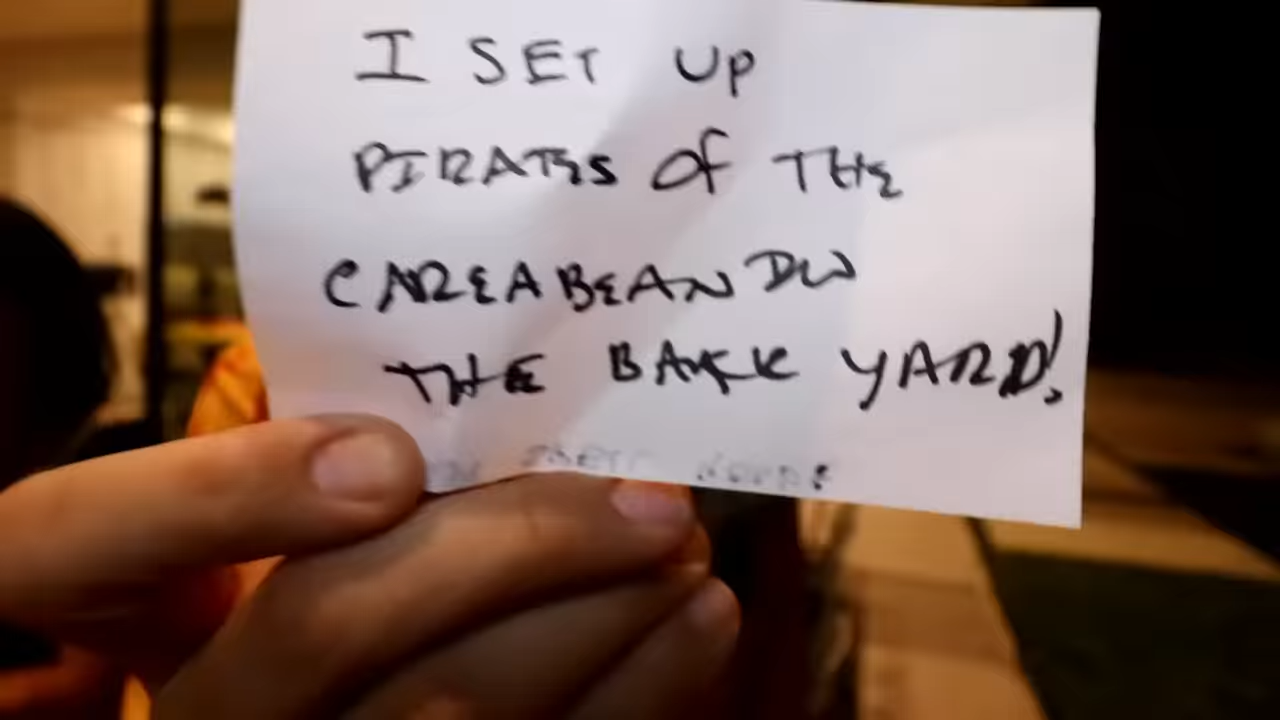 I SET UP
PIRATES OF THE
CAREABEAN IN
THE BACK YARD!